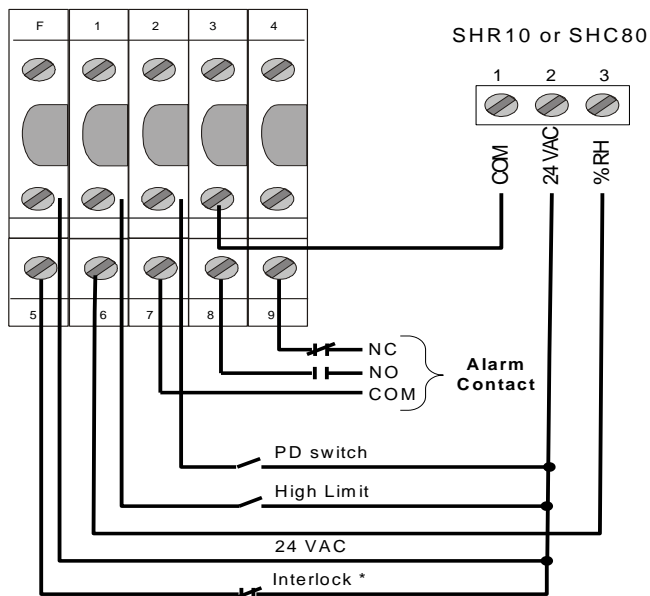 F 1 2 3 4
SHR10 or SHC80
1 2 3
COM
24 VAC
%RH
5 6 7 8 9
NC
NO
COM
Alarm
Contact
PD switch
High Limit
24 VAC
Interlock *